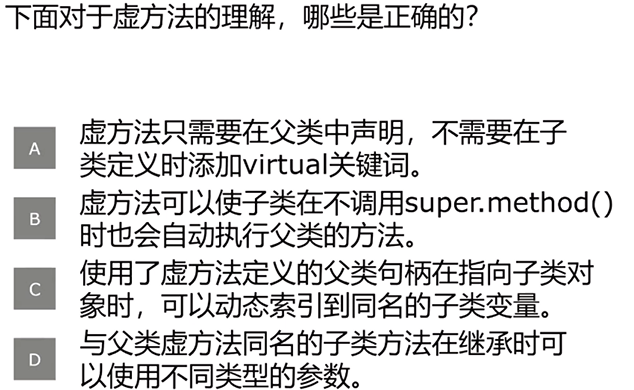 下面对于虚方法的理解，哪些是正确的？
A 虚方法只需要在父类中声明，不需要在子
类定义时添加virtual关键词。
B 虚方法可以使子类在不调用super.method()
时也会自动执行父类的方法。
C 使用了虚方法定义的父类句柄在指向子类对
象时，可以动态索引到同名的子类变量。
D 与父类虚方法同名的子类方法在继承时可
以使用不同类型的参数。